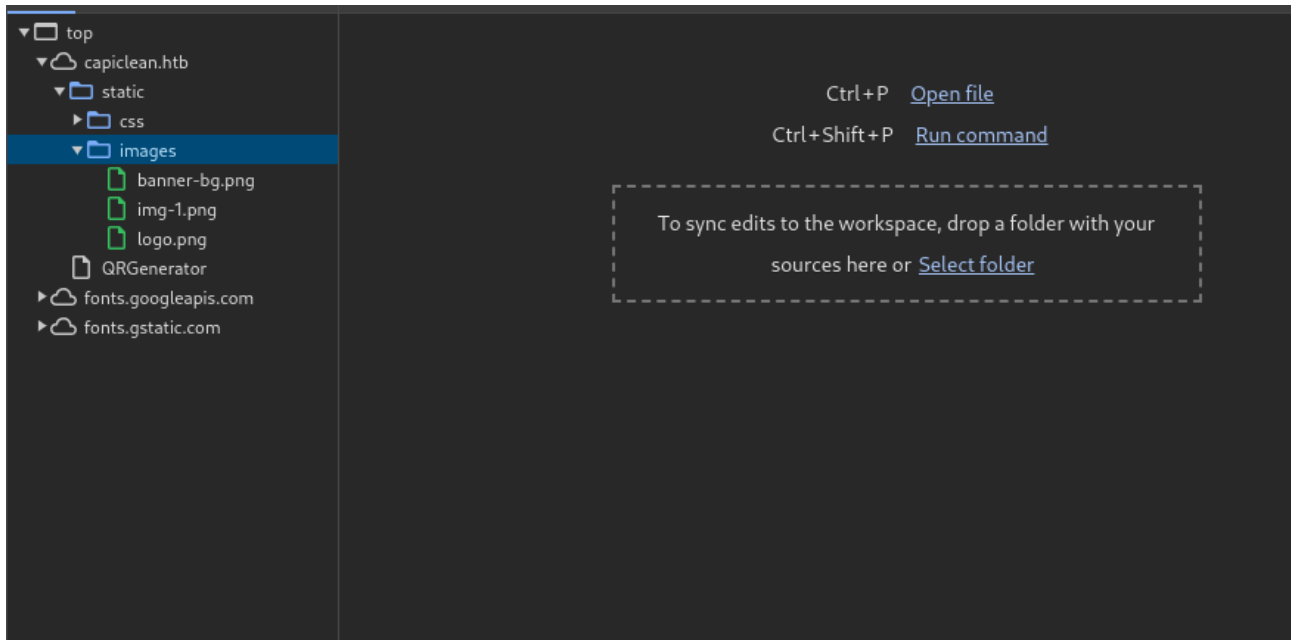 top
capiclean.htb
static
css
images
banner-bg.png
img-1.png
logo.png
QRGenerator
fonts.googleapis.com
fonts.gstatic.com
Ctrl+P Open file
Ctrl+Shift+P Run command
To sync edits to the workspace, drop a folder with your
sources here or Select folder